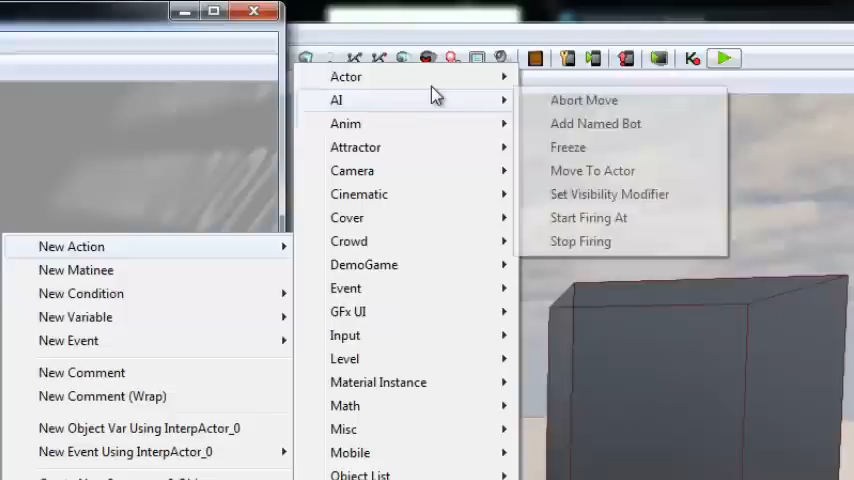 New Action
New Matinee
New Condition
New Variable
New Event
New Comment
New Comment (Wrap)
New Object Var Using InterpActor_0
New Event Using InterpActor_0
Actor
AI
Anim
Attractor
Camera
Cinematic
Cover
Crowd
DemoGame
Event
GFx UI
Input
Level
Material Instance
Math
Misc
Mobile
Object List
Abort Move
Add Named Bot
Freeze
Move To Actor
Set Visibility Modifier
Start Firing At
Stop Firing